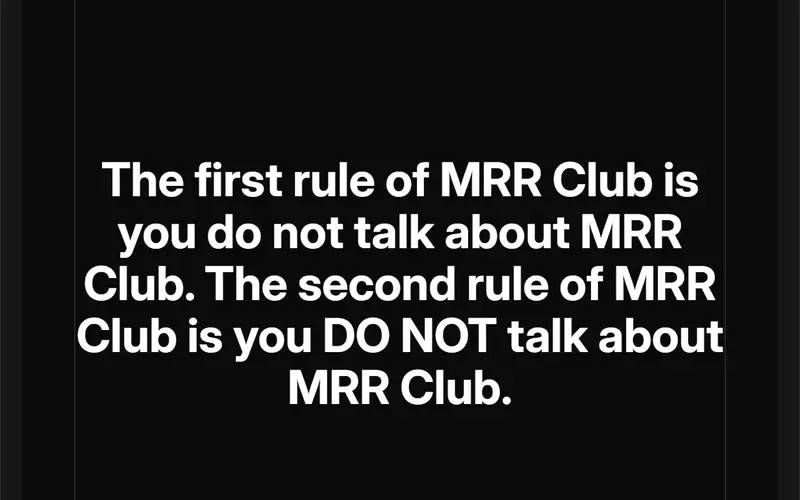 The first rule of MRR Club is
you do not talk about MRR
Club. The second rule of MRR
Club is you DO NOT talk about
MRR Club.